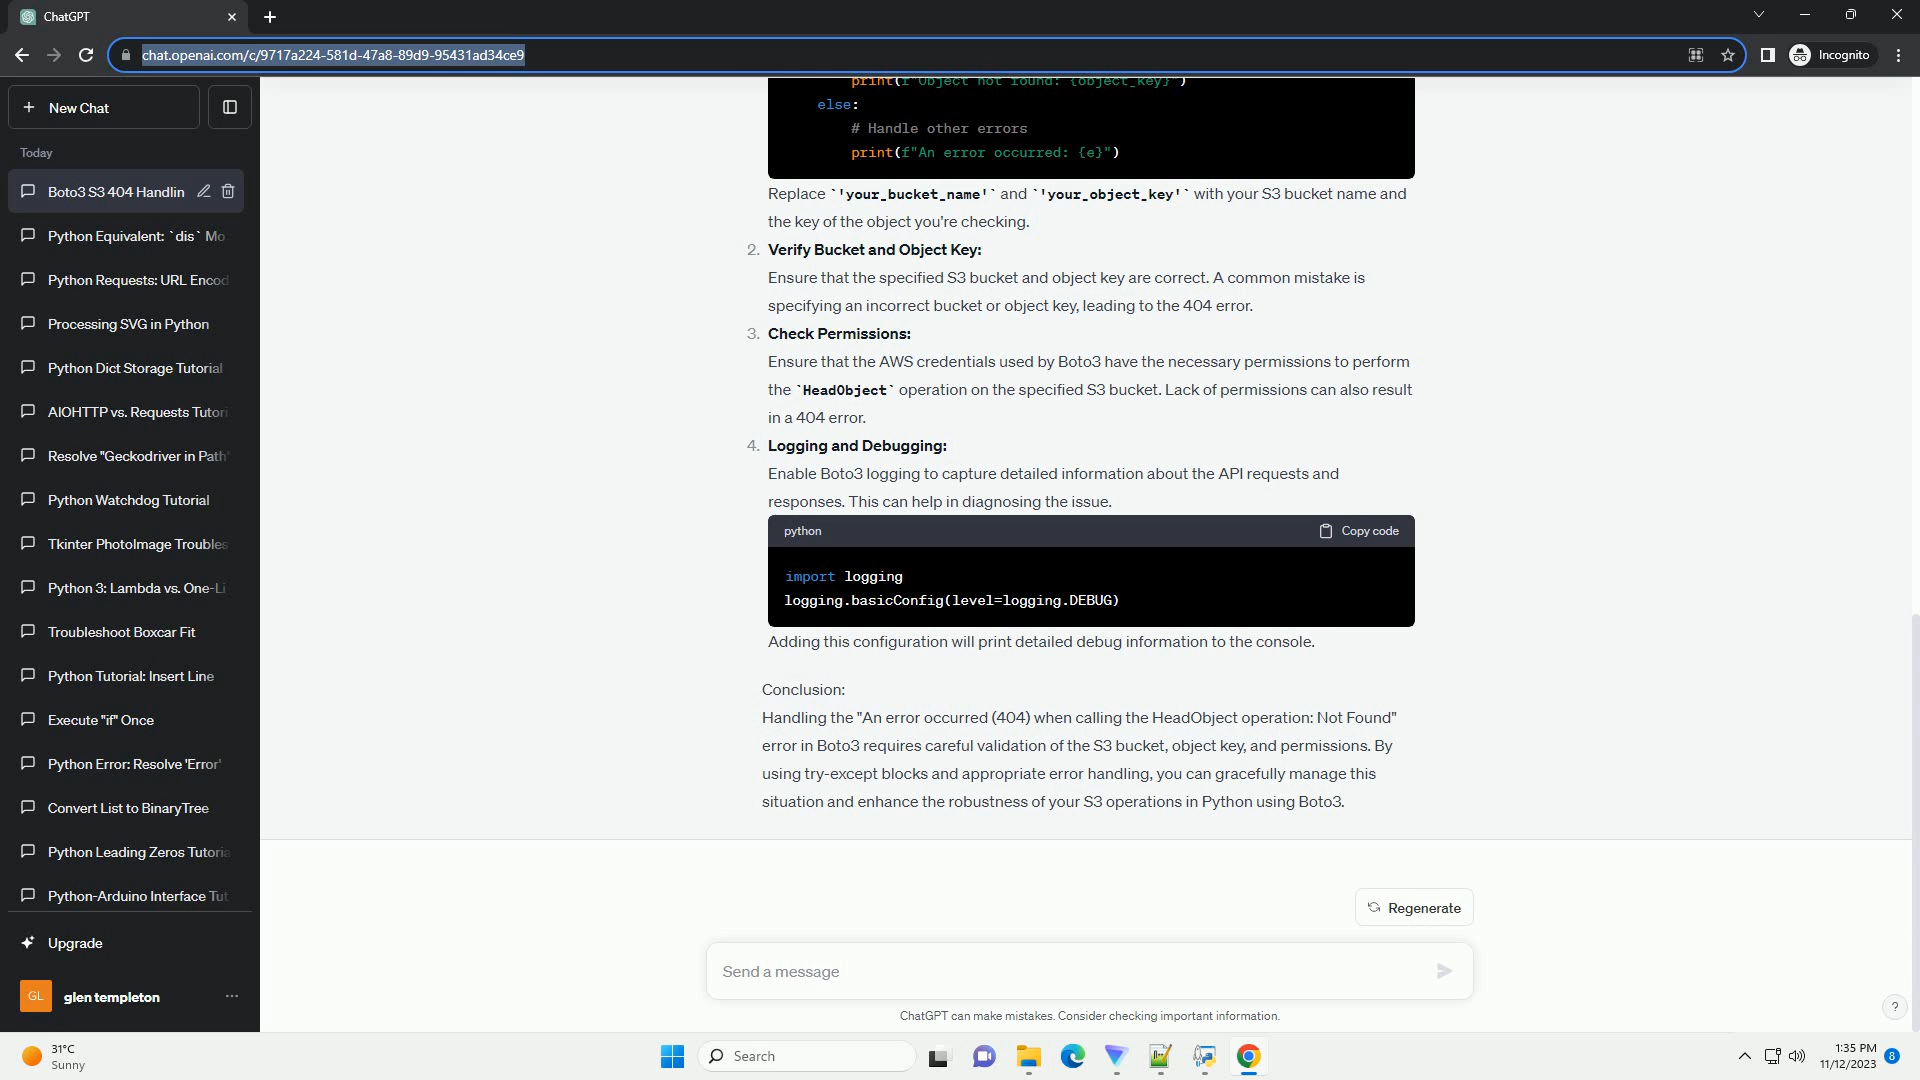 ChatGPT
chat.openai.com/c/9717a224-581d-47a8-89d9-95431ad34ce9
Incognito
New Chat
Today
Boto3 S3 404 Handlin
Python Equivalent: `dis` Mo
Python Requests: URL Encod
Processing SVG in Python
Python Dict Storage Tutorial
AIOHTTP vs. Requests Tutori
Resolve "Geckodriver in Path"
Python Watchdog Tutorial
Tkinter PhotoImage Troubles
Python 3: Lambda vs. One-Li
Troubleshoot Boxcar Fit
Python Tutorial: Insert Line
Execute "if" Once
Python Error: Resolve 'Error'
Convert List to BinaryTree
Python Leading Zeros Tutoria
Python-Arduino Interface Tut
Upgrade
GL
glen templeton
print(f"Object not found: {object_key}")
else:
# Handle other errors
print(f"An error occurred: {e}")
Replace `'your_bucket_name'` and `'your_object_key'` with your S3 bucket name and
the key of the object you're checking.
2. Verify Bucket and Object Key:
Ensure that the specified S3 bucket and object key are correct. A common mistake is
specifying an incorrect bucket or object key, leading to the 404 error.
3. Check Permissions:
Ensure that the AWS credentials used by Boto3 have the necessary permissions to perform
the `HeadObject` operation on the specified S3 bucket. Lack of permissions can also result
in a 404 error.
4. Logging and Debugging:
Enable Boto3 logging to capture detailed information about the API requests and
responses. This can help in diagnosing the issue.
python
Copy code
import logging
logging.basicConfig(level=logging.DEBUG)
Adding this configuration will print detailed debug information to the console.
Conclusion:
Handling the "An error occurred (404) when calling the HeadObject operation: Not Found"
error in Boto3 requires careful validation of the S3 bucket, object key, and permissions. By
using try-except blocks and appropriate error handling, you can gracefully manage this
situation and enhance the robustness of your S3 operations in Python using Boto3.
Regenerate
Send a message
ChatGPT can make mistakes. Consider checking important information.
?
31°C
Sunny
Search
1:35 PM
11/12/2023
8